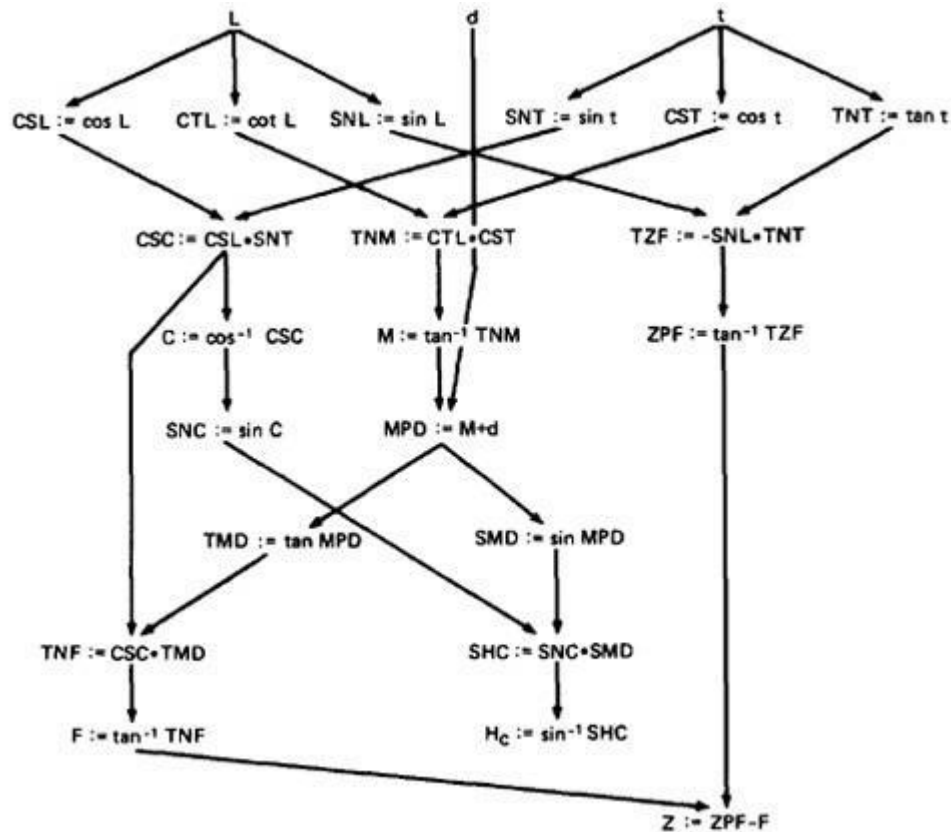 L d t
CSL := cos L CTL := cot L SNL := sin L SNT := sin t CST := cos t TNT := tan t
CSC := CSL•SNT TNM := CTL•CST TZF := -SNL•TNT
C := cos⁻¹ CSC M := tan⁻¹ TNM ZPF := tan⁻¹ TZF
SNC := sin C MPD := M+d
TMD := tan MPD SMD := sin MPD
TNF := CSC•TMD SHC := SNC•SMD
F := tan⁻¹ TNF H_C := sin⁻¹ SHC
Z := ZPF-F